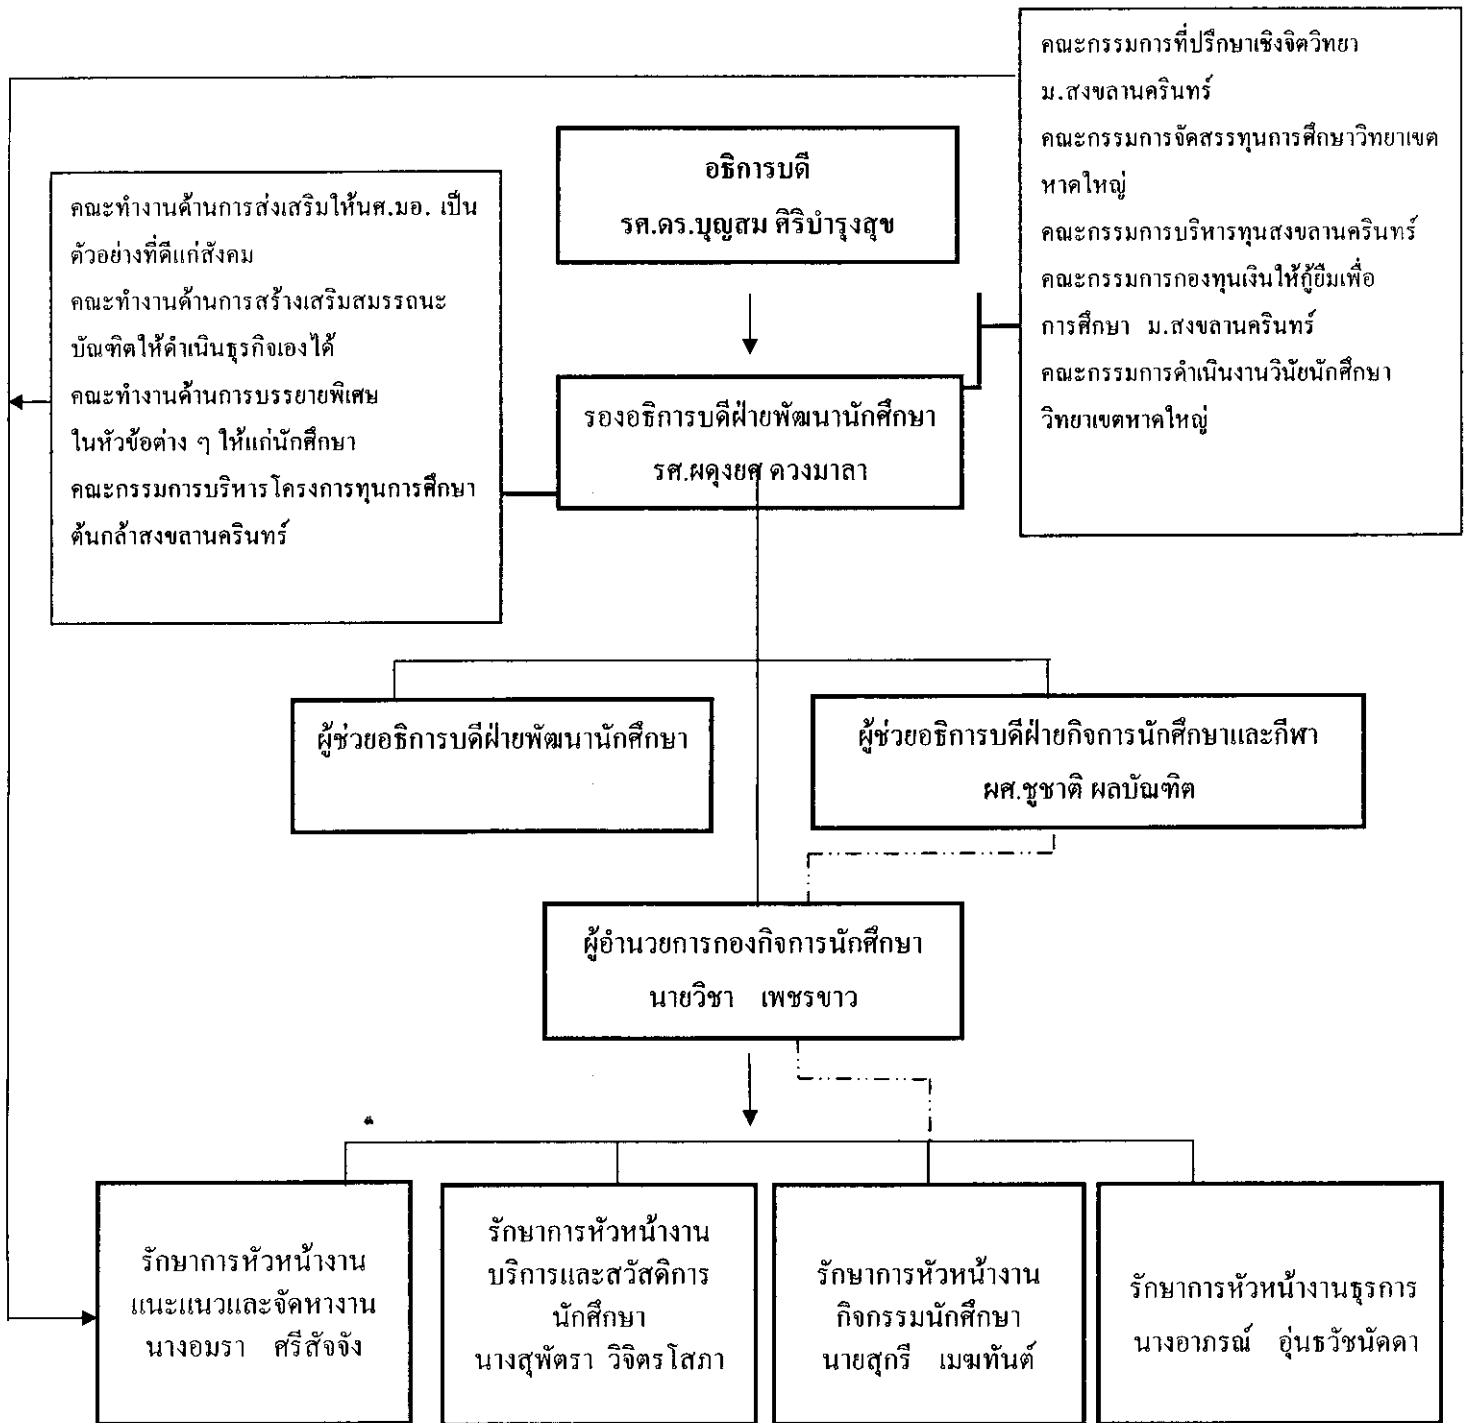 คณะกรรมการที่ปรึกษาเชิงจิตวิทยา
ม.สงขลานครินทร์
คณะกรรมการจัดสรรทุนการศึกษาวิทยาเขต
หาดใหญ่
คณะกรรมการบริหารทุนสงขลานครินทร์
คณะกรรมการกองทุนเงินให้กู้ยืมเพื่อ
การศึกษา ม.สงขลานครินทร์
คณะกรรมการดำเนินงานวินัยนักศึกษา
วิทยาเขตหาดใหญ่
อธิการบดี
รศ.ดร.บุญสม ศิริบำรุงสุข
คณะทำงานด้านการส่งเสริมให้นศ.มอ. เป็น
ตัวอย่างที่ดีแก่สังคม
คณะทำงานด้านการสร้างเสริมสมรรถนะ
บัณฑิตให้ดำเนินธุรกิจเองได้
คณะทำงานด้านการบรรยายพิเศษ
ในหัวข้อต่าง ๆ ให้แก่นักศึกษา
คณะกรรมการบริหารโครงการทุนการศึกษา
ต้นกล้าสงขลานครินทร์
รองอธิการบดีฝ่ายพัฒนานักศึกษา
รศ.ผดุงยศ ดวงมาลา
ผู้ช่วยอธิการบดีฝ่ายพัฒนานักศึกษา
ผู้ช่วยอธิการบดีฝ่ายกิจการนักศึกษาและกีฬา
ผศ.ชูชาติ ผลบัณฑิต
ผู้อำนวยการกองกิจการนักศึกษา
นายวิชา เพชรขาว
รักษาการหัวหน้างาน
แนะแนวและจัดหางาน
นางอมรา ศรีสัจจัง
รักษาการหัวหน้างาน
บริการและสวัสดิการ
นักศึกษา
นางสุพัตรา วิจิตรโสภา
รักษาการหัวหน้างาน
กิจกรรมนักศึกษา
นายสุกรี เมฆทันต์
รักษาการหัวหน้างานธุรการ
นางอาภรณ์ อุ่นธวัชนัดดา